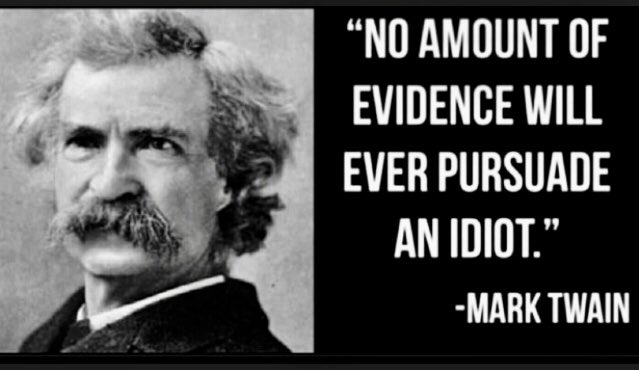 “NO AMOUNT OF
EVIDENCE WILL
EVER PURSUADE
AN IDIOT.”
-MARK TWAIN